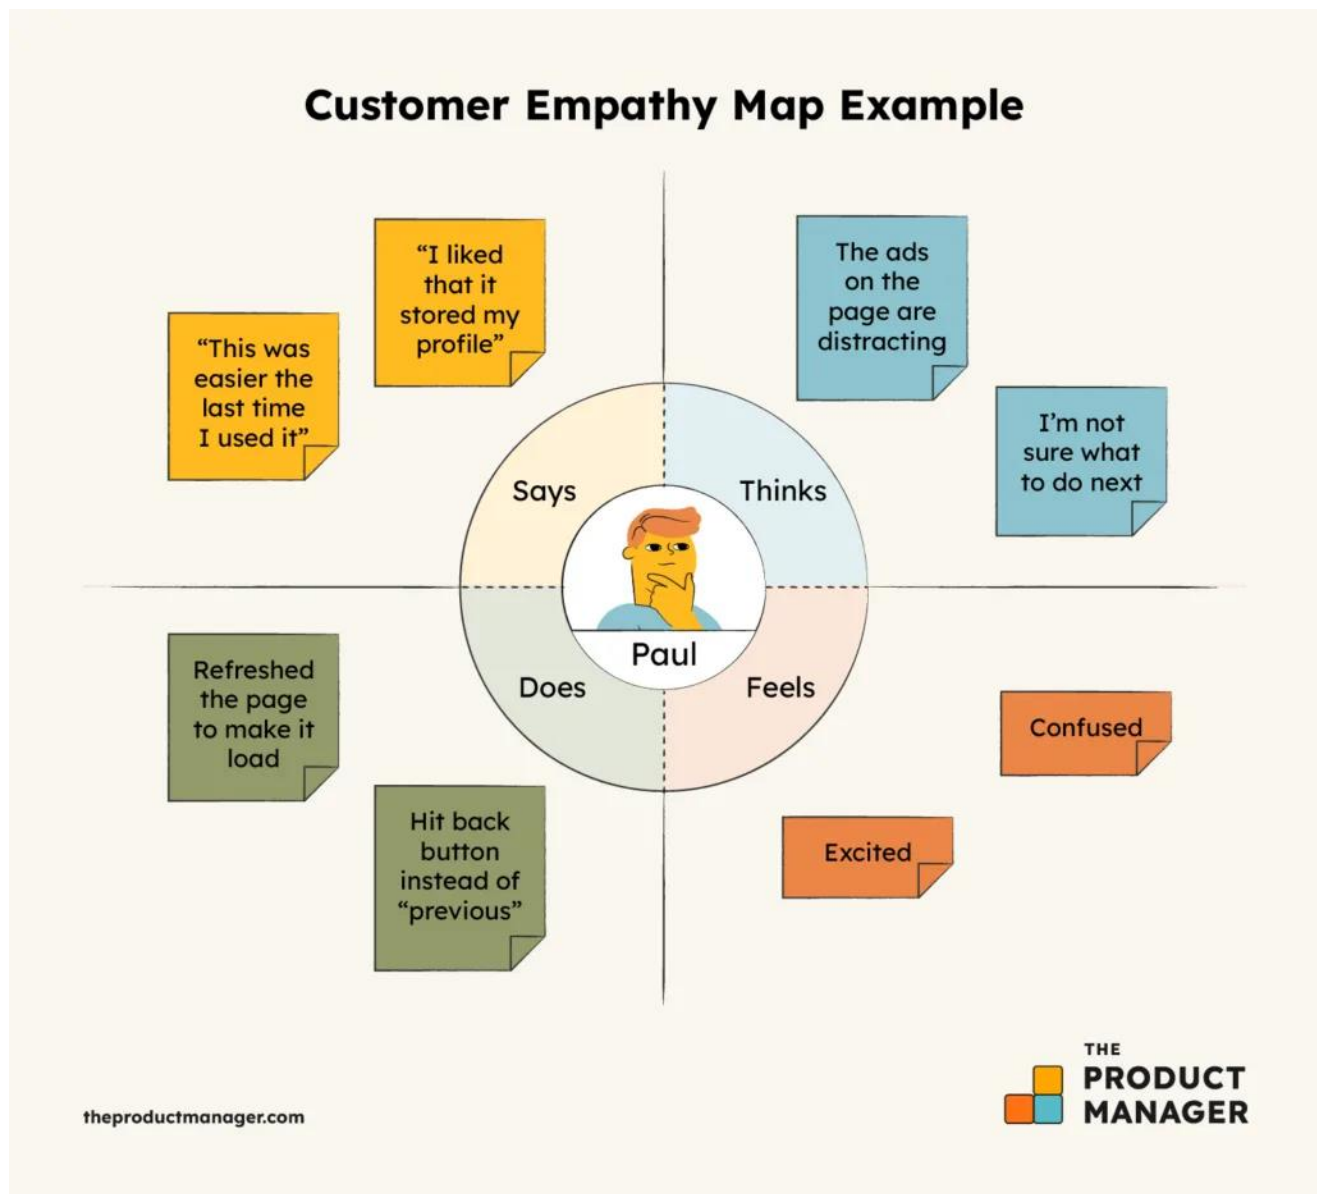 Customer Empathy Map Example
“I liked
that it
stored my
profile”
“This was
easier the
last time
I used it”
The ads
on the
page are
distracting
I’m not
sure what
to do next
Says
Thinks
Paul
Does
Feels
Refreshed
the page
to make it
load
Hit back
button
instead of
“previous”
Confused
Excited
theproductmanager.com
THE
PRODUCT
MANAGER